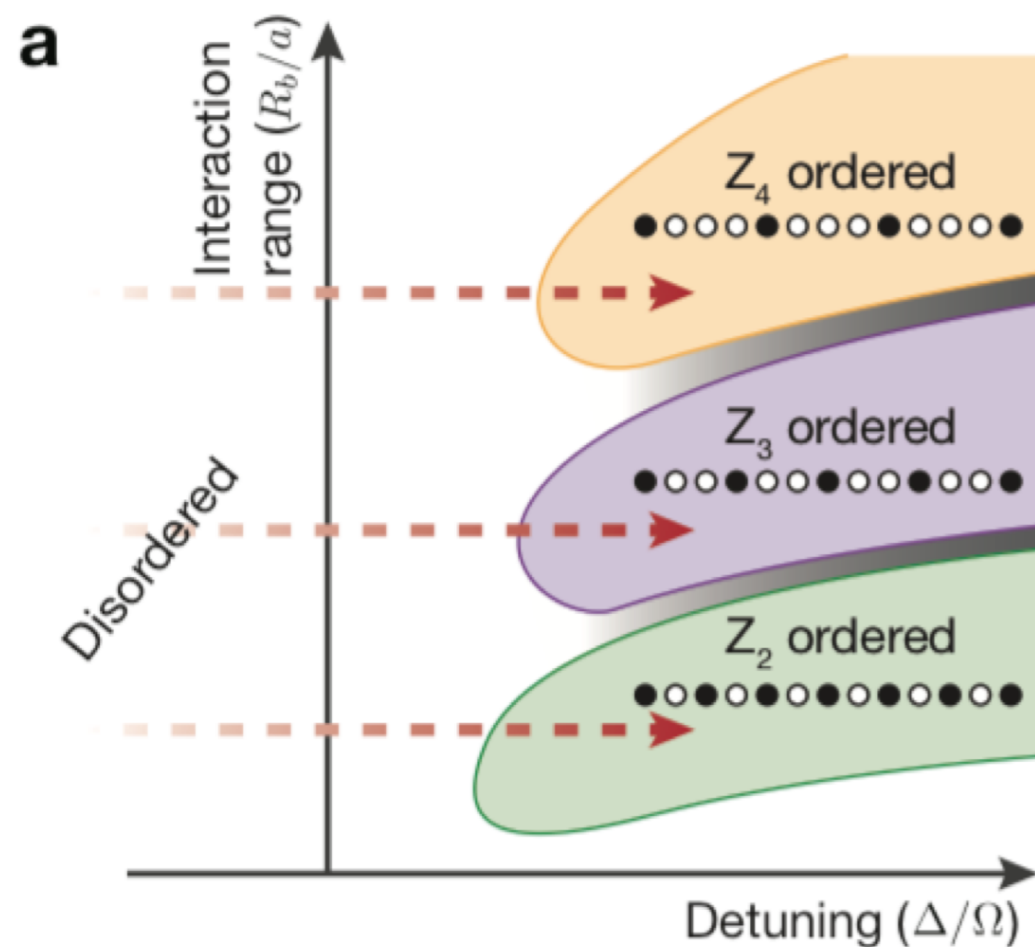 a
Interaction
range (R_b/a)
Z_4 ordered
Z_3 ordered
Disordered
Z_2 ordered
Detuning (Δ/Ω)